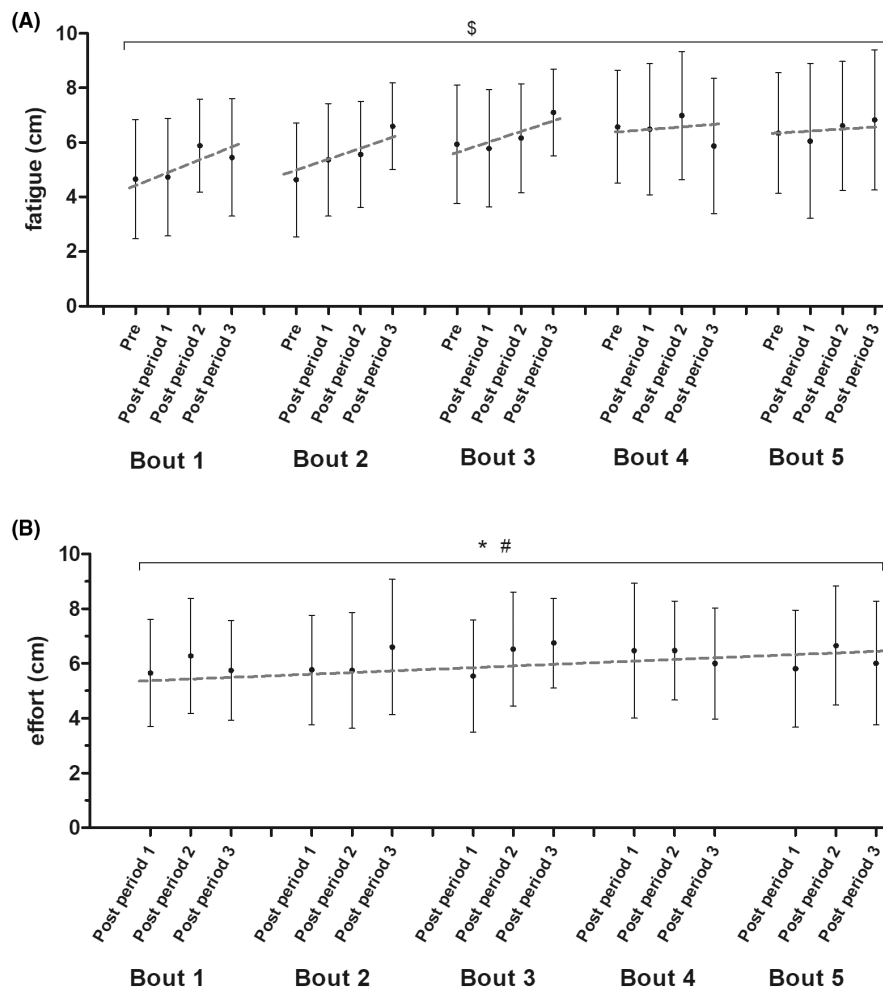 (A)
$
10
8
6
4
2
0
fatigue (cm)
Pre
Post period 1
Post period 2
Post period 3
Pre
Post period 1
Post period 2
Post period 3
Pre
Post period 1
Post period 2
Post period 3
Pre
Post period 1
Post period 2
Post period 3
Pre
Post period 1
Post period 2
Post period 3
Bout 1 Bout 2 Bout 3 Bout 4 Bout 5
(B)
* #
10
8
6
4
2
0
effort (cm)
Post period 1
Post period 2
Post period 3
Post period 1
Post period 2
Post period 3
Post period 1
Post period 2
Post period 3
Post period 1
Post period 2
Post period 3
Post period 1
Post period 2
Post period 3
Bout 1 Bout 2 Bout 3 Bout 4 Bout 5